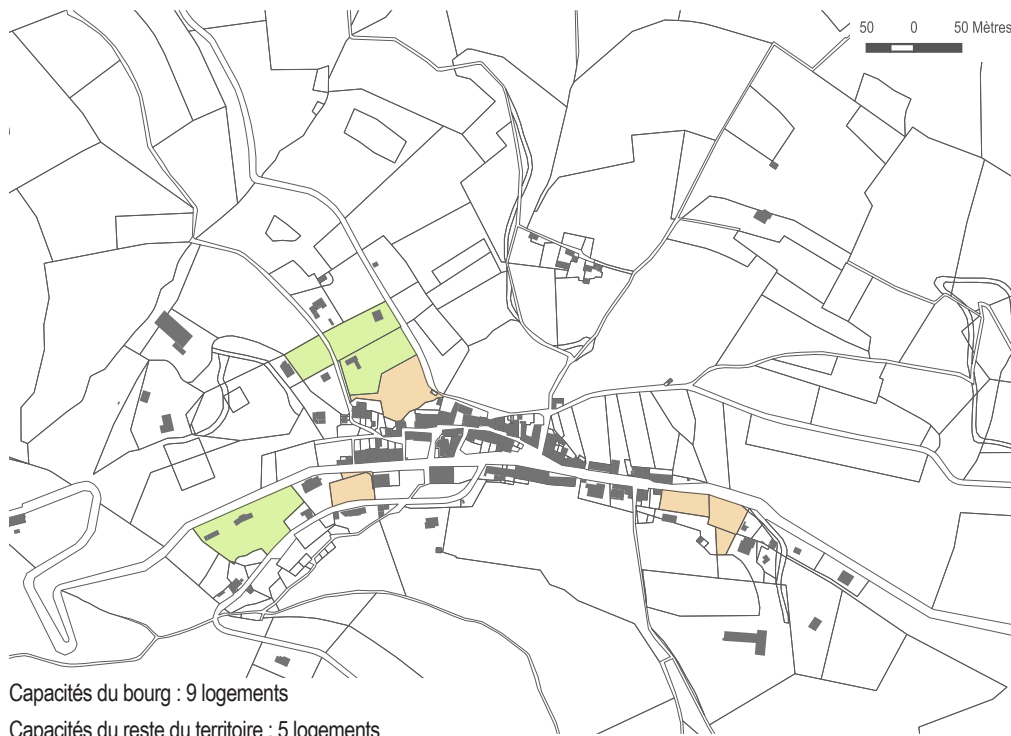 50 0 50 Mètres
Capacités du bourg : 9 logements
Capacités du reste du territoire : 5 logements